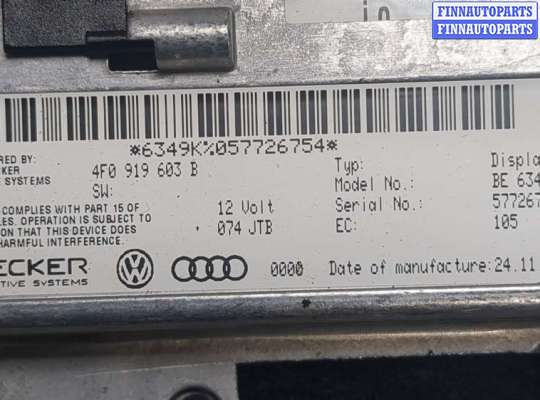 FINNAUTOPARTS
FINNAUTOPARTS
FINNAUTOPARTS
*6349K%057726754*
RED BY:
CKER
E SYSTEMS
4F0 919 603 B
SW:
Typ:
Displa
Model No.:
BE 634
COMPLIES WITH PART 15 OF
LES. OPERATION IS SUBJECT TO
ON THAT THIS DEVICE DOES
HARMFUL INTERFERENCE.
12 Volt
074 JTB
Serial No.:
577267
EC:
105
ECKER
TIVE SYSTEMS
0000
Date of manufacture:24.11